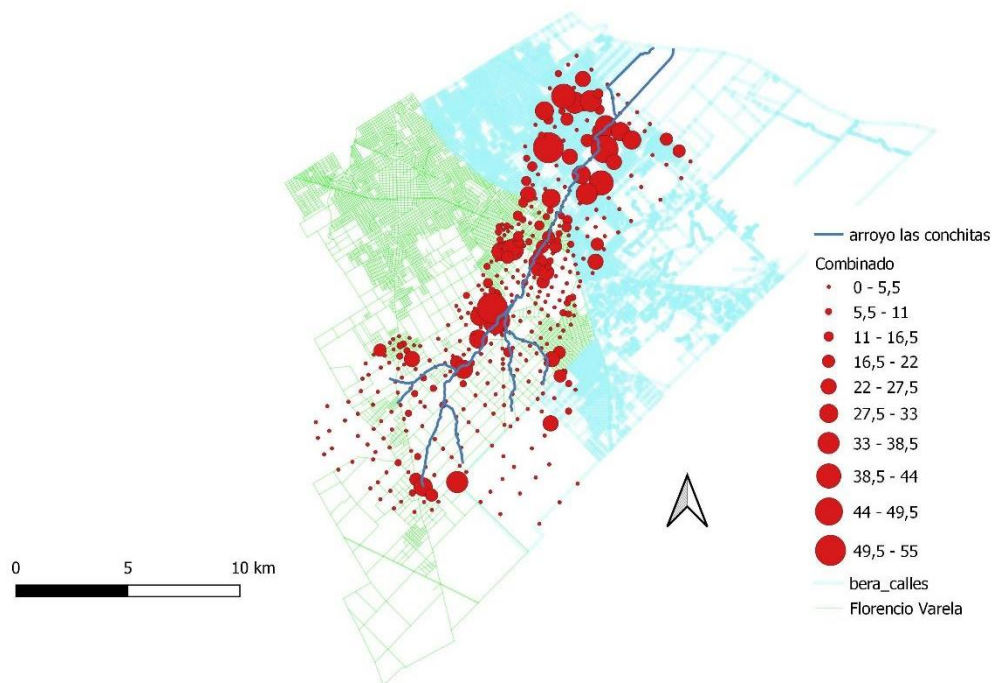 arroyo las conchitas
Combinado
0 - 5,5
5,5 - 11
11 - 16,5
16,5 - 22
22 - 27,5
27,5 - 33
33 - 38,5
38,5 - 44
44 - 49,5
49,5 - 55
bera_calles
Florencio Varela
0 5 10 km